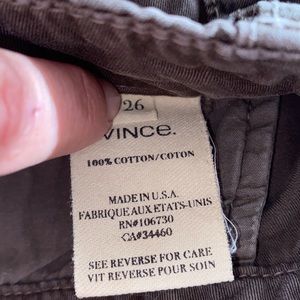 26
VINCE.
100% COTTON/COTON
MADE IN U.S.A.
FABRIQUE AUX ETATS-UNIS
RN#106730
CA#34460
SEE REVERSE FOR CARE
VIT REVERSE POUR SOIN